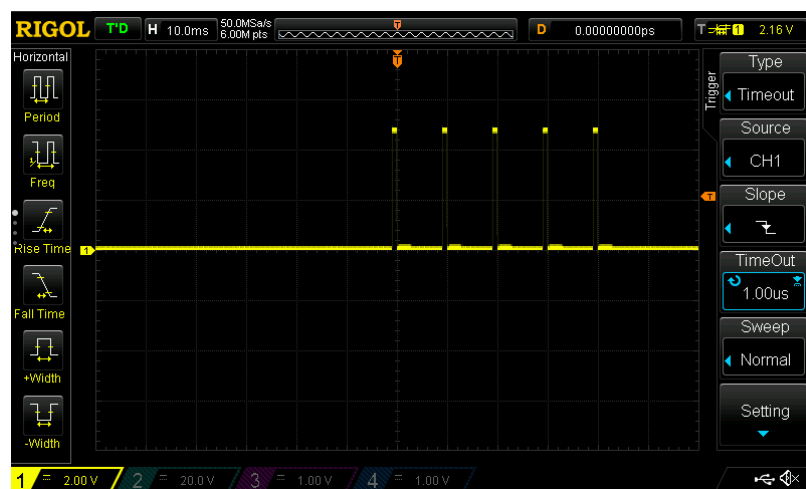 RIGOL T'D H 10.0ms 50.0MSa/s 6.00M pts D 0.00000000ps T 1 2.16 V
Horizontal
Period
Freq
Rise Time
Fall Time
+Width
-Width
T
T
1
T
Trigger
Type
Timeout
Source
CH1
Slope
TimeOut
1.00us
Sweep
Normal
Setting
1 = 2.00 V 2 = 20.0 V 3 = 1.00 V 4 = 1.00 V